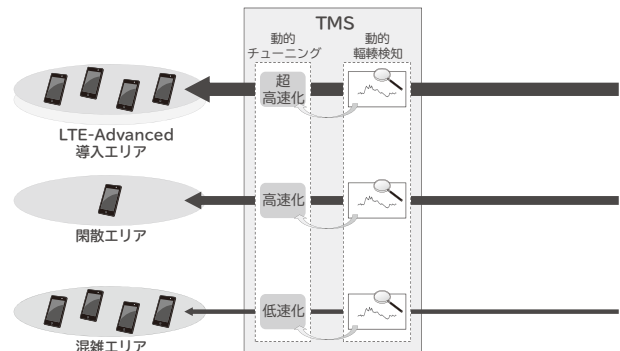 TMS
動的
チューニング
動的
輻輳検知
超
高速化
LTE-Advanced
導入エリア
高速化
閑散エリア
低速化
混雑エリア